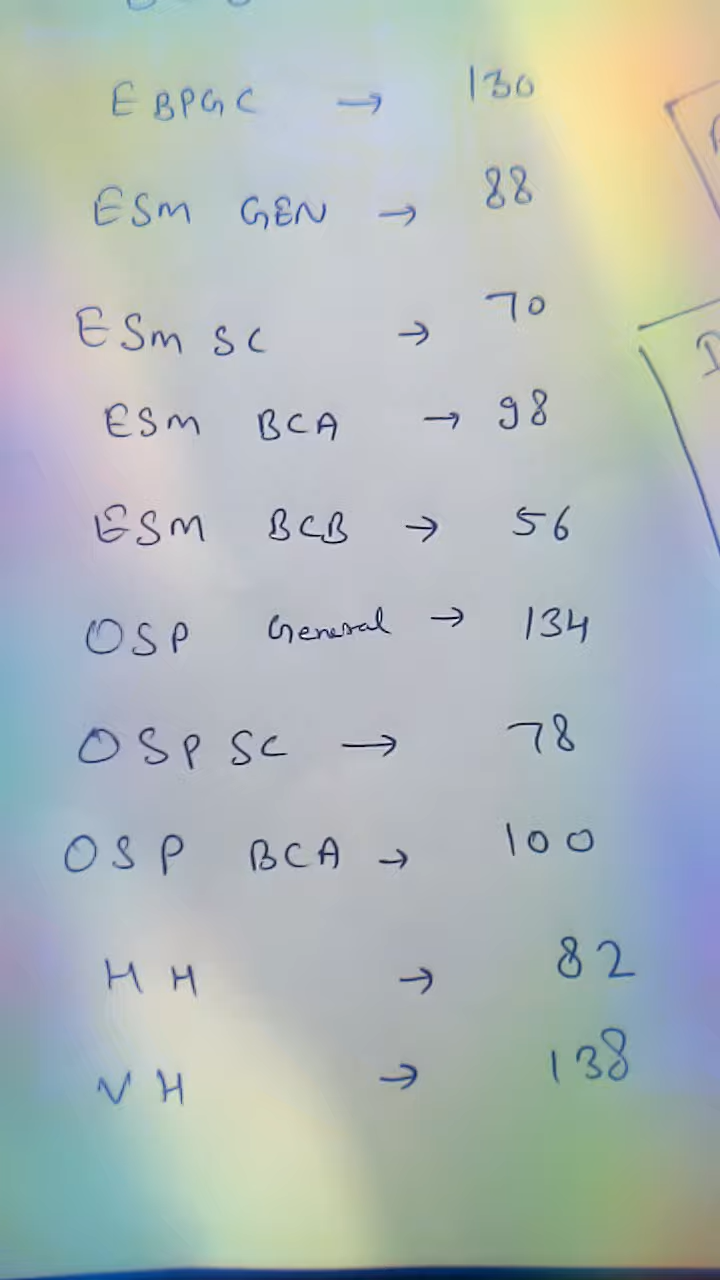 EBPGC → 130
ESM GEN → 88
ESM SC → 70
ESM BCA → 98
ESM BCB → 56
OSP General → 134
OSP SC → 78
OSP BCA → 100
HH → 82
VH → 138